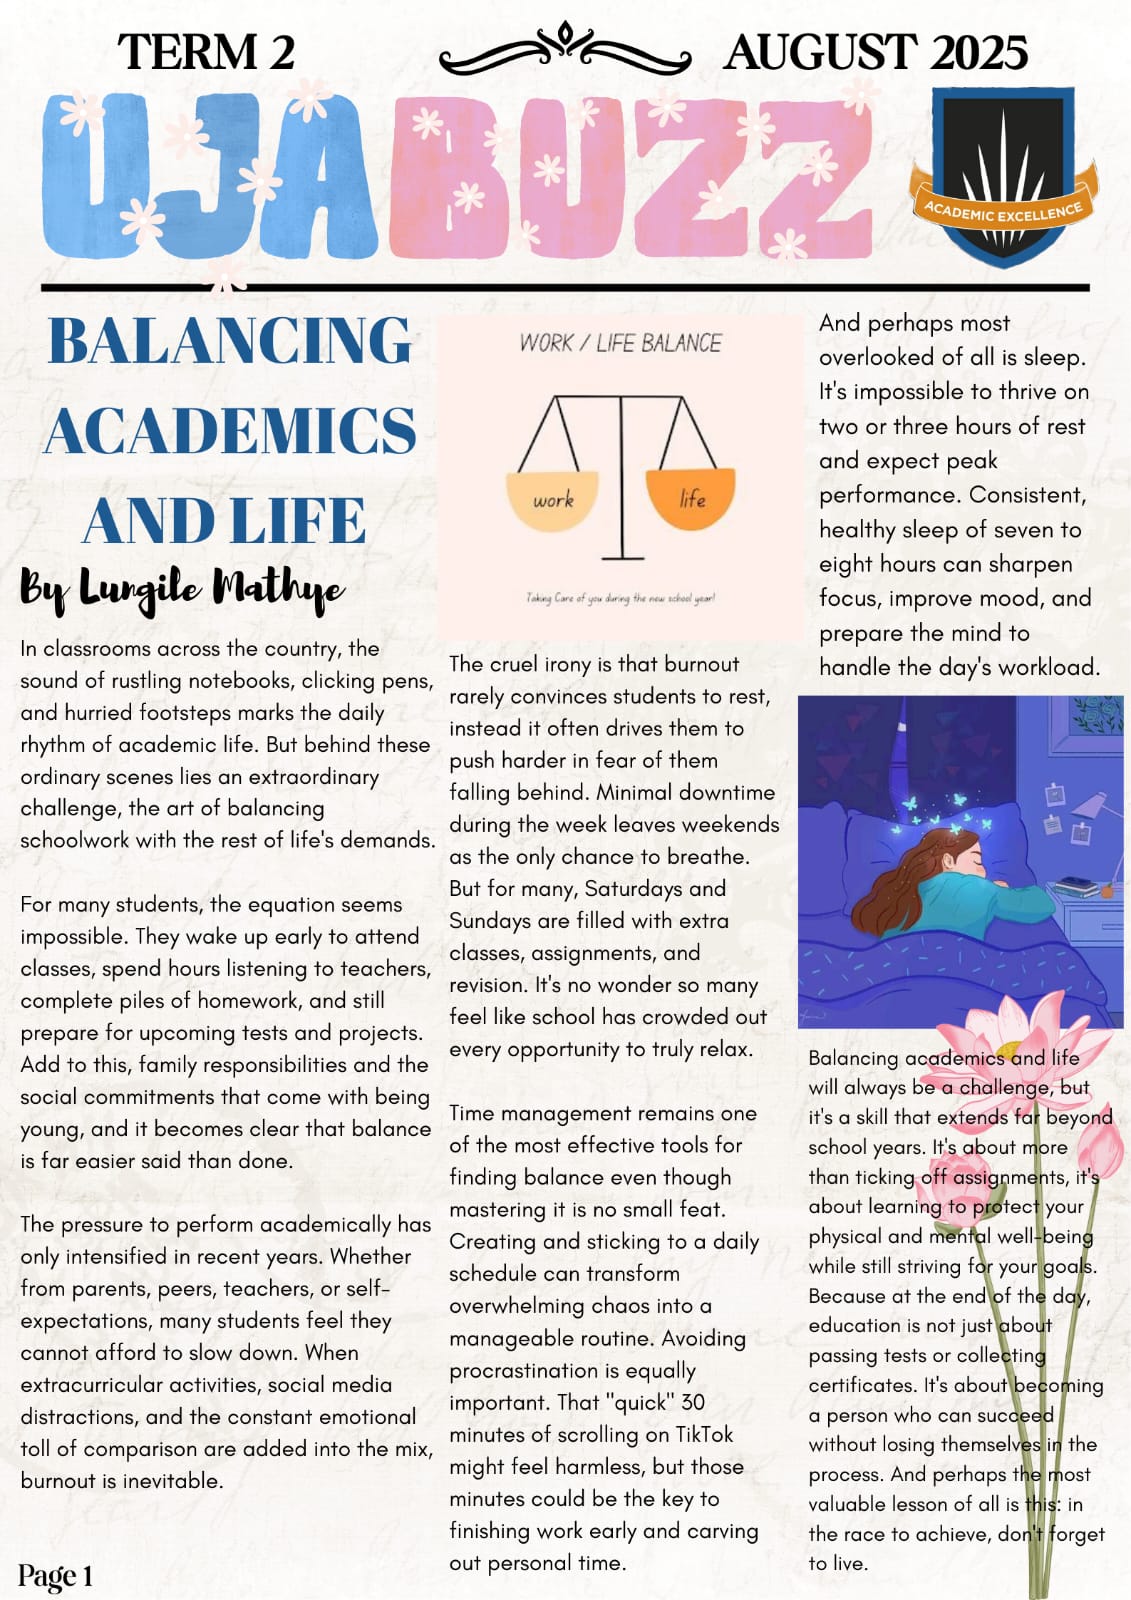 TERM 2
AUGUST 2025
UJABUZZ
ACADEMIC EXCELLENCE
BALANCING
ACADEMICS
AND LIFE
By Lungile Mathye
In classrooms across the country, the
sound of rustling notebooks, clicking pens,
and hurried footsteps marks the daily
rhythm of academic life. But behind these
ordinary scenes lies an extraordinary
challenge, the art of balancing
schoolwork with the rest of life's demands.
For many students, the equation seems
impossible. They wake up early to attend
classes, spend hours listening to teachers,
complete piles of homework, and still
prepare for upcoming tests and projects.
Add to this, family responsibilities and the
social commitments that come with being
young, and it becomes clear that balance
is far easier said than done.
The pressure to perform academically has
only intensified in recent years. Whether
from parents, peers, teachers, or self-
expectations, many students feel they
cannot afford to slow down. When
extracurricular activities, social media
distractions, and the constant emotional
toll of comparison are added into the mix,
burnout is inevitable.
WORK / LIFE BALANCE
work
life
Taking Care of you during the new school year!
The cruel irony is that burnout
rarely convinces students to rest,
instead it often drives them to
push harder in fear of them
falling behind. Minimal downtime
during the week leaves weekends
as the only chance to breathe.
But for many, Saturdays and
Sundays are filled with extra
classes, assignments, and
revision. It's no wonder so many
feel like school has crowded out
every opportunity to truly relax.
Time management remains one
of the most effective tools for
finding balance even though
mastering it is no small feat.
Creating and sticking to a daily
schedule can transform
overwhelming chaos into a
manageable routine. Avoiding
procrastination is equally
important. That "quick" 30
minutes of scrolling on TikTok
might feel harmless, but those
minutes could be the key to
finishing work early and carving
out personal time.
And perhaps most
overlooked of all is sleep.
It's impossible to thrive on
two or three hours of rest
and expect peak
performance. Consistent,
healthy sleep of seven to
eight hours can sharpen
focus, improve mood, and
prepare the mind to
handle the day's workload.
Balancing academics and life
will always be a challenge, but
it's a skill that extends far beyond
school years. It's about more
than ticking off assignments, it's
about learning to protect your
physical and mental well-being
while still striving for your goals.
Because at the end of the day,
education is not just about
passing tests or collecting
certificates. It's about becoming
a person who can succeed
without losing themselves in the
process. And perhaps the most
valuable lesson of all is this: in
the race to achieve, don't forget
to live.
Page 1